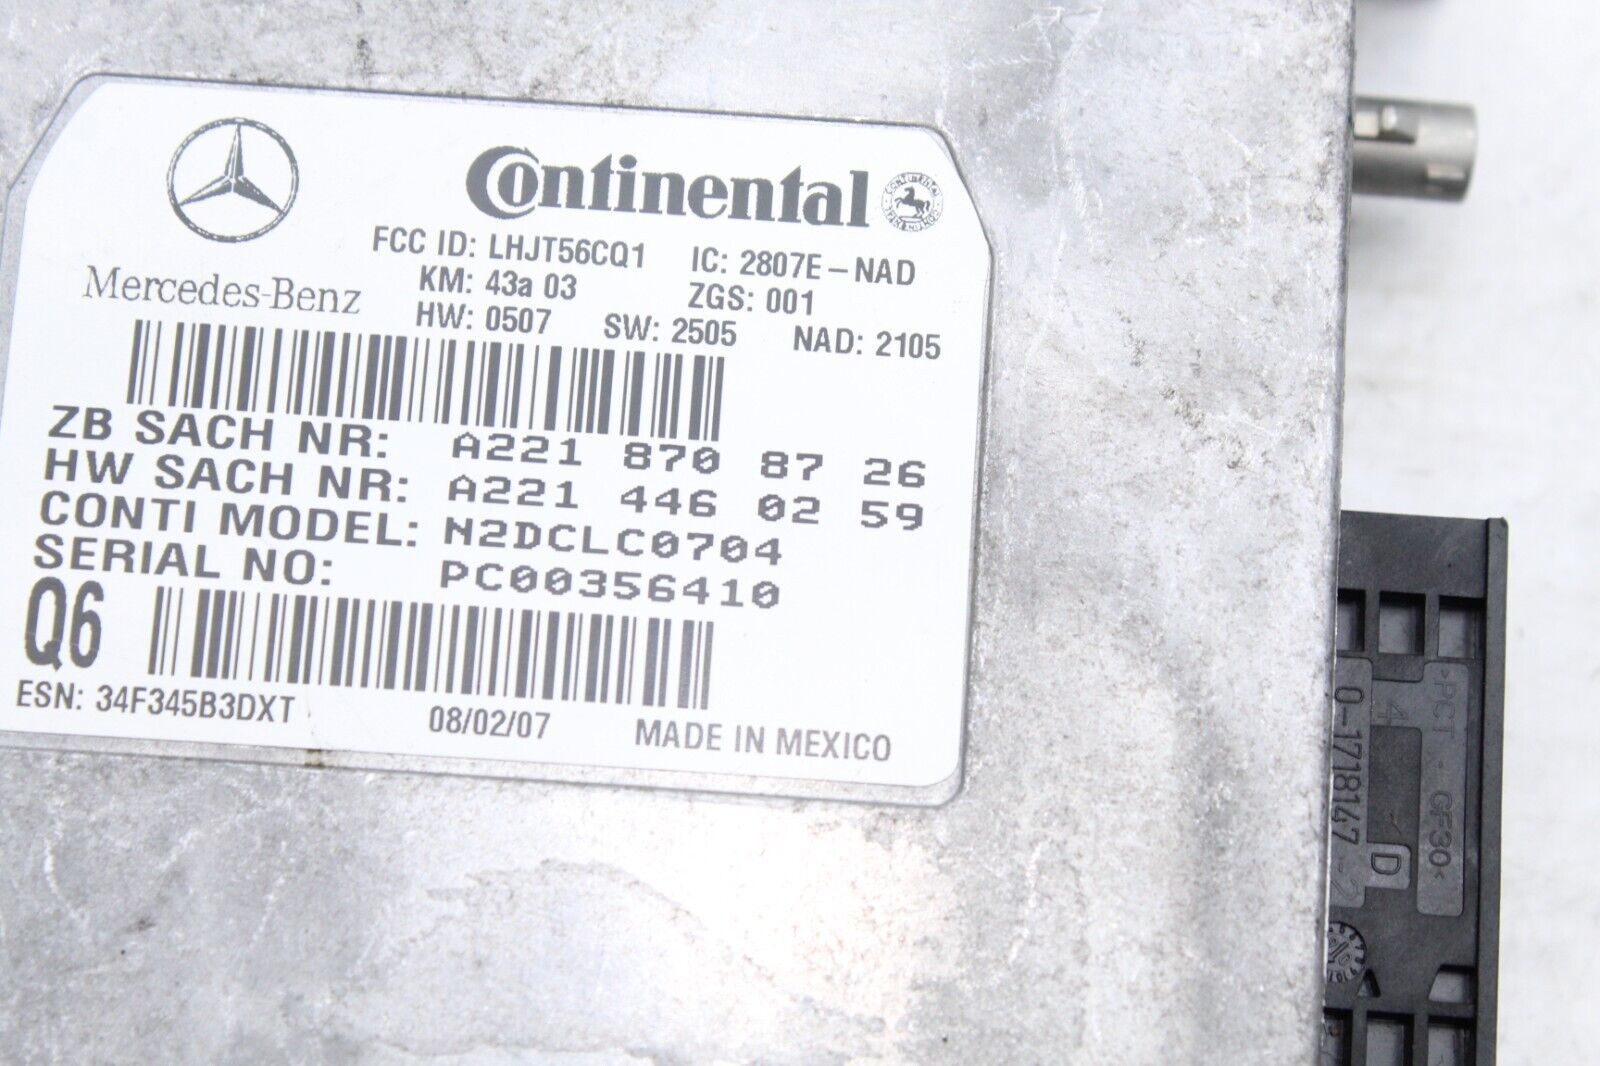 Continental
Mercedes-Benz
FCC ID: LHJT56CQ1 IC: 2807E-NAD
KM: 43a 03 ZGS: 001
HW: 0507 SW: 2505 NAD: 2105
ZB SACH NR: A221 870 87 26
HW SACH NR: A221 446 02 59
CONTI MODEL: N2DCLC0704
SERIAL NO: PC00356410
Q6
ESN: 34F345B3DXT 08/02/07 MADE IN MEXICO
>PCT - GF30<
4 D
0-1718147-2